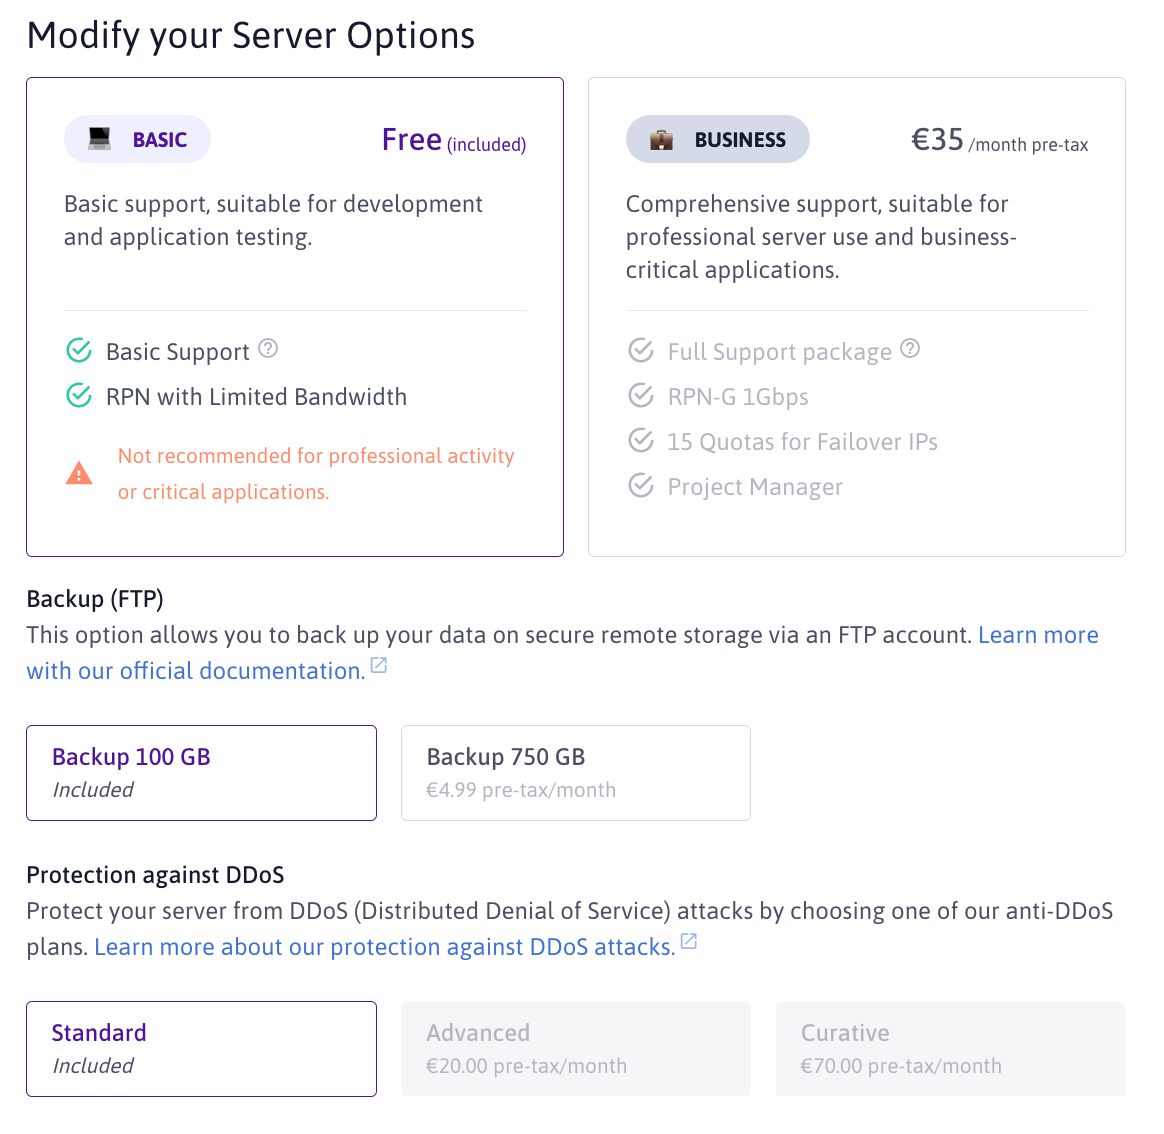 Modify your Server Options
BASIC
Free (included)
Basic support, suitable for development
and application testing.
Basic Support
RPN with Limited Bandwidth
Not recommended for professional activity
or critical applications.
BUSINESS
€35 /month pre-tax
Comprehensive support, suitable for
professional server use and business-
critical applications.
Full Support package
RPN-G 1Gbps
15 Quotas for Failover IPs
Project Manager
Backup (FTP)
This option allows you to back up your data on secure remote storage via an FTP account. Learn more
with our official documentation.
Backup 100 GB
Included
Backup 750 GB
€4.99 pre-tax/month
Protection against DDoS
Protect your server from DDoS (Distributed Denial of Service) attacks by choosing one of our anti-DDoS
plans. Learn more about our protection against DDoS attacks.
Standard
Included
Advanced
€20.00 pre-tax/month
Curative
€70.00 pre-tax/month